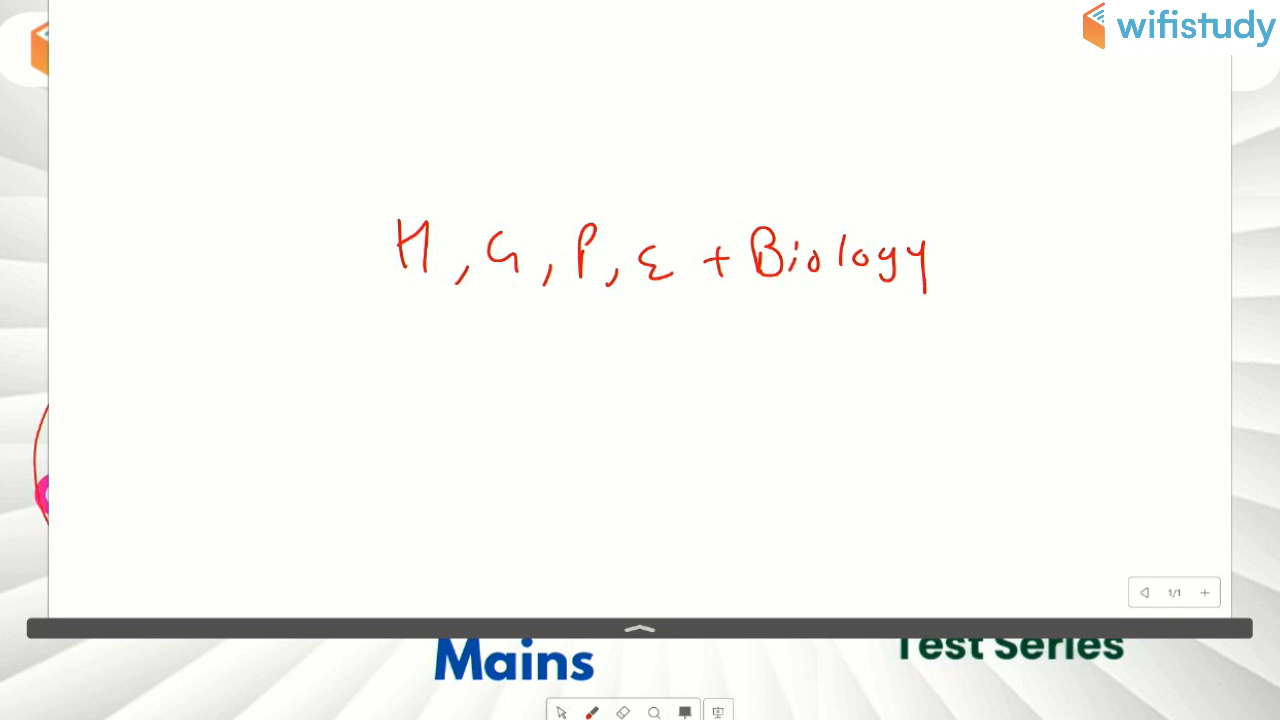 wifistudy
H, G, P, E + Biology
1/1
Mains
Test Series